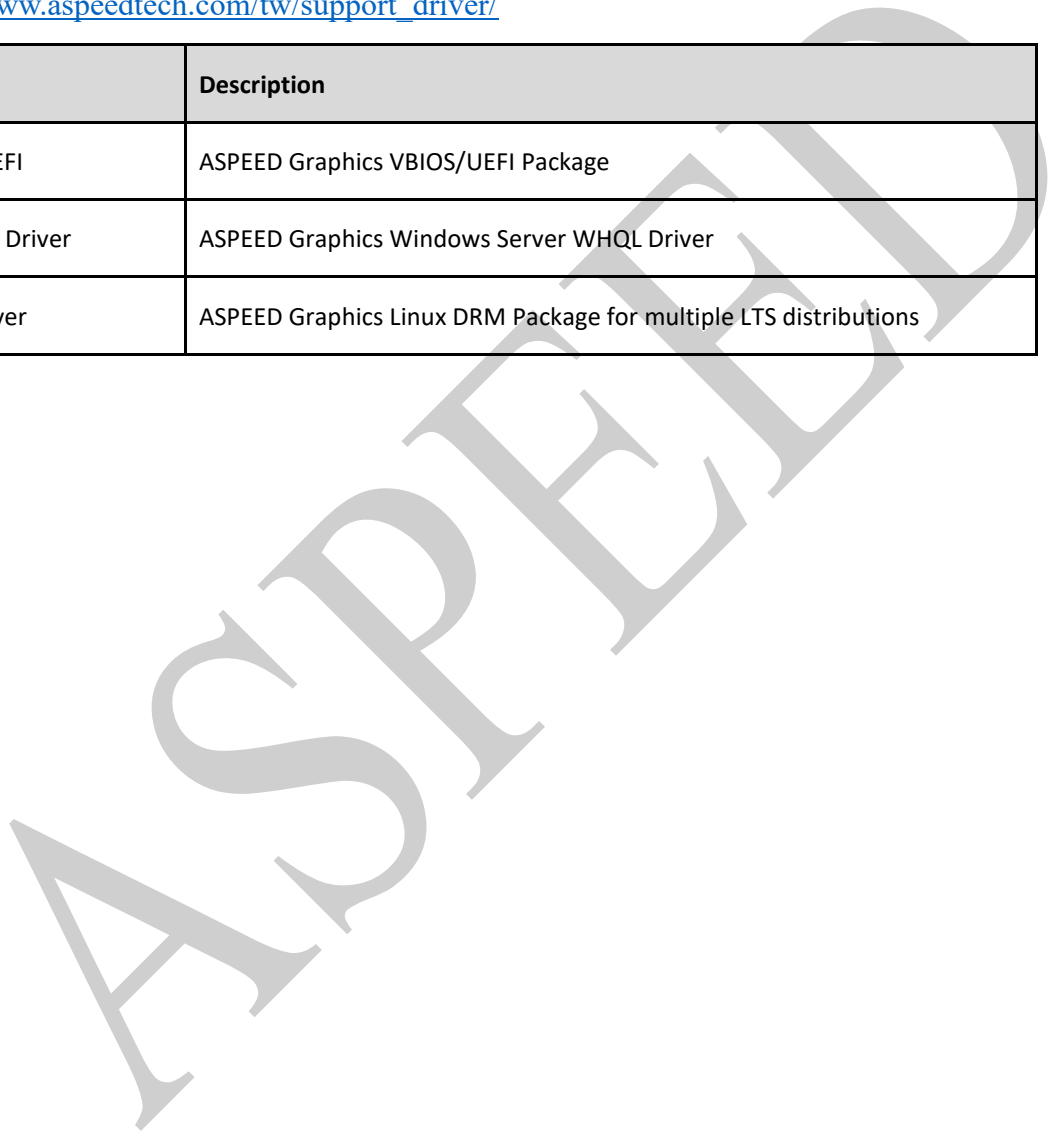 ww.aspeedtech.com/tw/support_driver/
Description
EFI ASPEED Graphics VBIOS/UEFI Package
Driver ASPEED Graphics Windows Server WHQL Driver
ver ASPEED Graphics Linux DRM Package for multiple LTS distributions
ASPEED